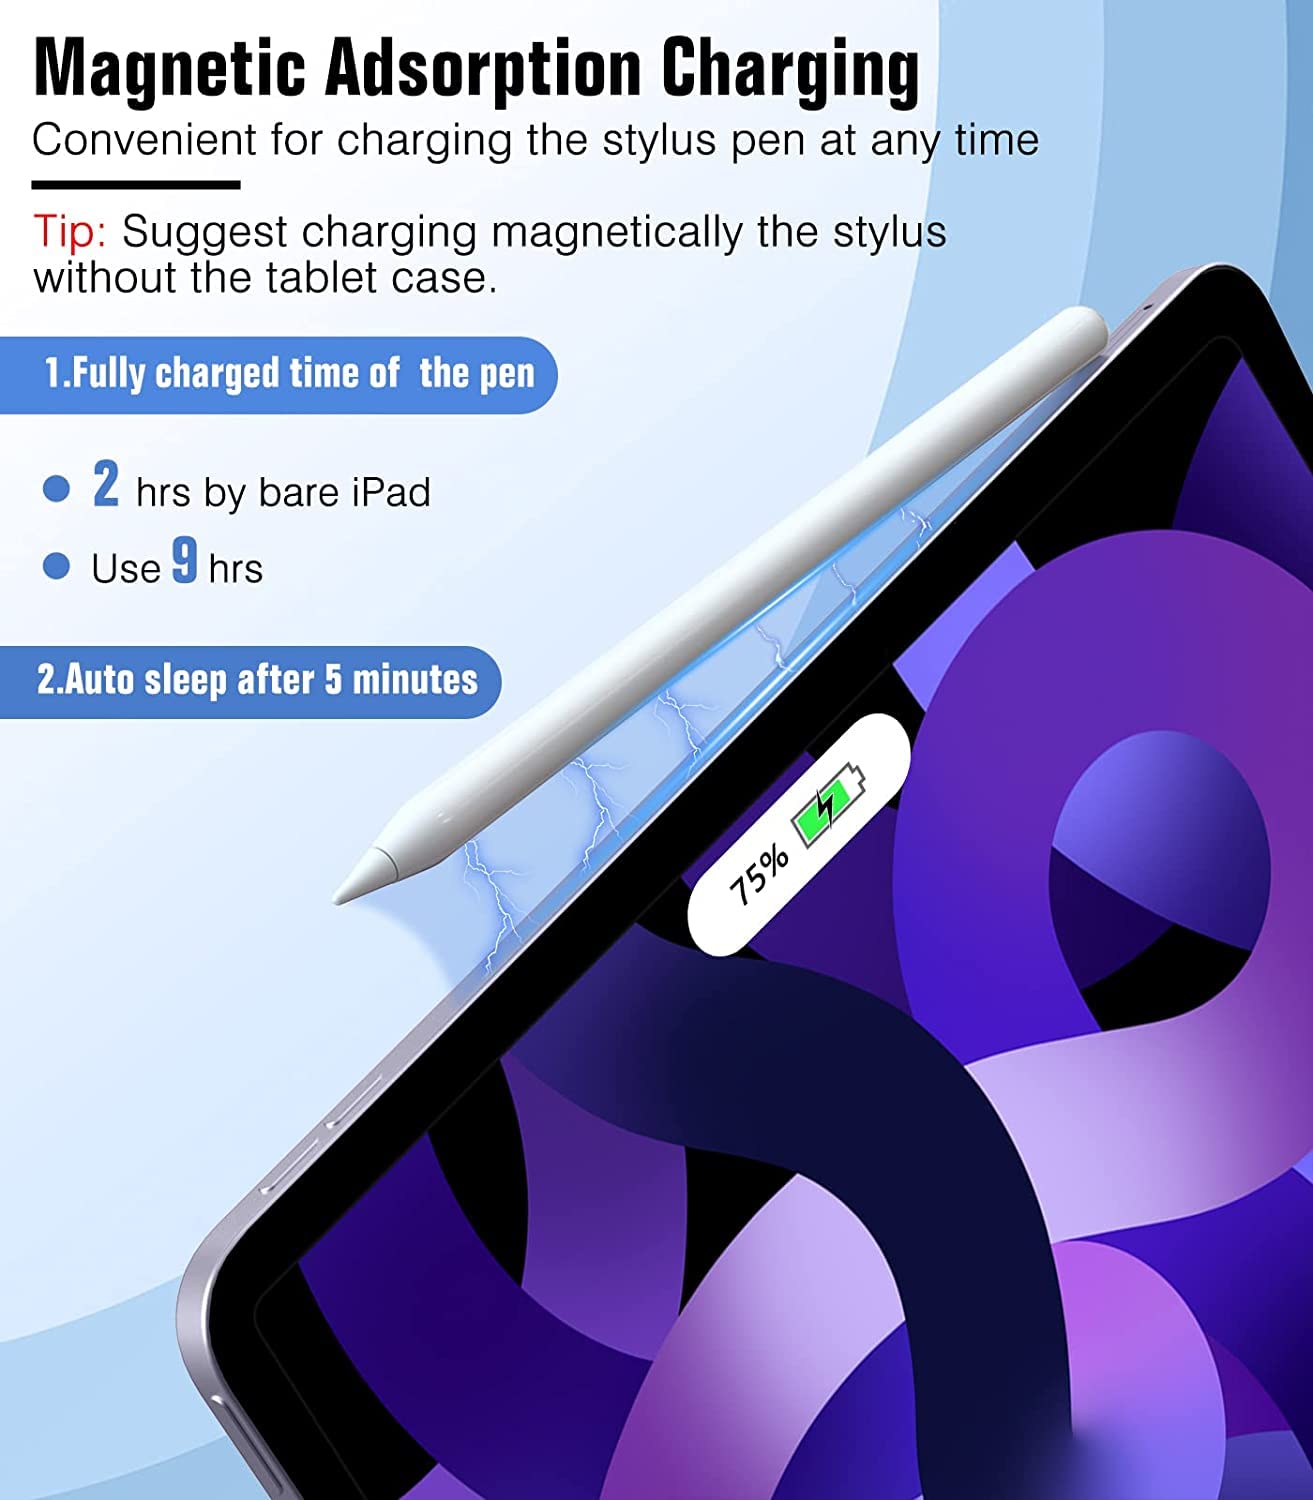 Magnetic Adsorption Charging
Convenient for charging the stylus pen at any time
Tip: Suggest charging magnetically the stylus
without the tablet case.
1.Fully charged time of the pen
2 hrs by bare iPad
Use 9 hrs
2.Auto sleep after 5 minutes
75%